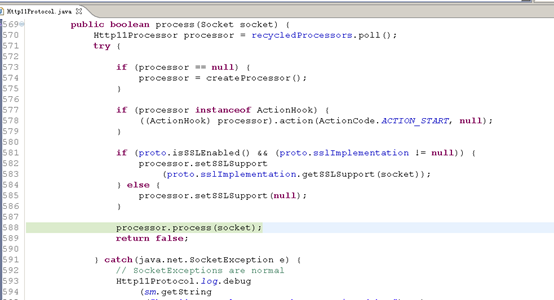 Http11Protocol.java
569 public boolean process(Socket socket) {
570 Http11Processor processor = recycledProcessors.poll();
571 try {
572
573 if (processor == null) {
574 processor = createProcessor();
575 }
576
577 if (processor instanceof ActionHook) {
578 ((ActionHook) processor).action(ActionCode.ACTION_START, null);
579 }
580
581 if (proto.isSSLEnabled() && (proto.sslImplementation != null)) {
582 processor.setSSLSupport
583 (proto.sslImplementation.getSSLSupport(socket));
584 } else {
585 processor.setSSLSupport(null);
586 }
587
588 processor.process(socket);
589 return false;
590
591 } catch(java.net.SocketException e) {
592 // SocketExceptions are normal
593 Http11Protocol.log.debug
594 (sm.getString